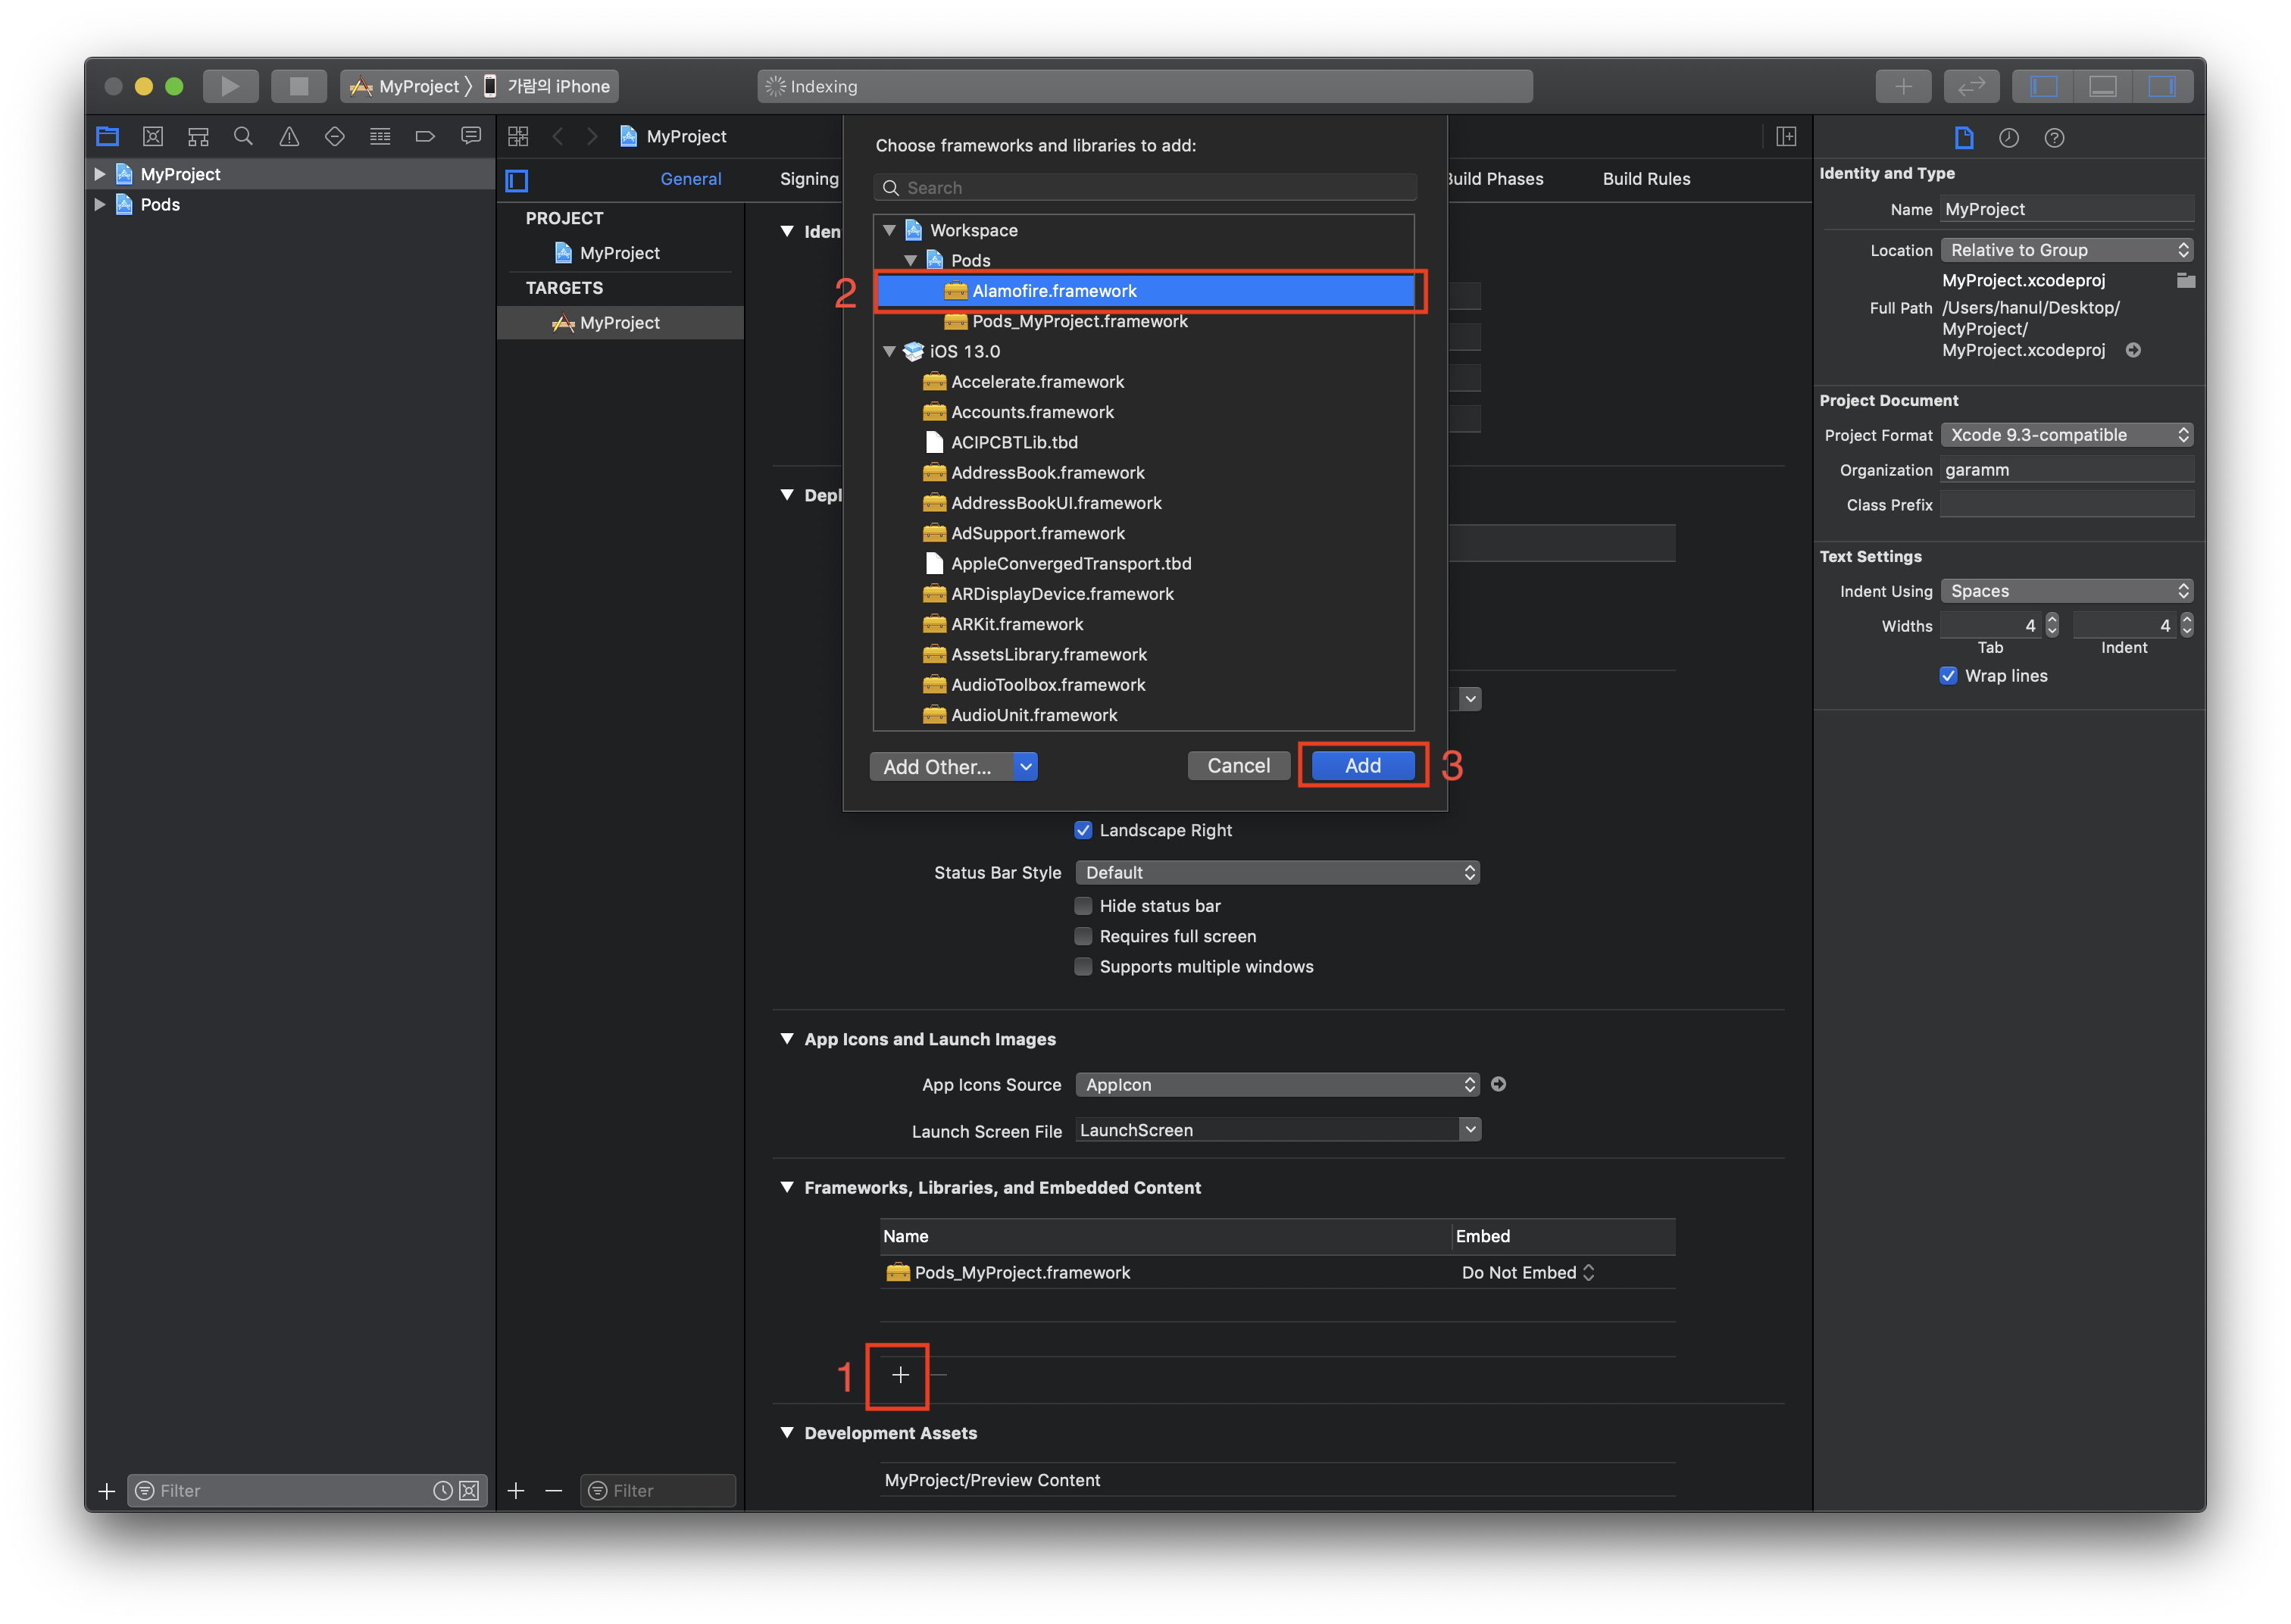 MyProject 〉 가람의 iPhone
Indexing
MyProject
Pods
MyProject
General
Signing
Build Phases
Build Rules
PROJECT
MyProject
TARGETS
MyProject
Choose frameworks and libraries to add:
Search
Workspace
Pods
2
Alamofire.framework
Pods_MyProject.framework
iOS 13.0
Accelerate.framework
Accounts.framework
ACIPCBTLib.tbd
AddressBook.framework
AddressBookUI.framework
AdSupport.framework
AppleConvergedTransport.tbd
ARDisplayDevice.framework
ARKit.framework
AssetsLibrary.framework
AudioToolbox.framework
AudioUnit.framework
Add Other...
Cancel
Add
3
Landscape Right
Status Bar Style Default
Hide status bar
Requires full screen
Supports multiple windows
App Icons and Launch Images
App Icons Source AppIcon
Launch Screen File LaunchScreen
Frameworks, Libraries, and Embedded Content
Name Embed
Pods_MyProject.framework Do Not Embed
1
Development Assets
MyProject/Preview Content
Filter
Filter
Identity and Type
Name MyProject
Location Relative to Group
MyProject.xcodeproj
Full Path /Users/hanul/Desktop/
MyProject/
MyProject.xcodeproj
Project Document
Project Format Xcode 9.3-compatible
Organization garamm
Class Prefix
Text Settings
Indent Using Spaces
Widths 4 4
Tab Indent
Wrap lines